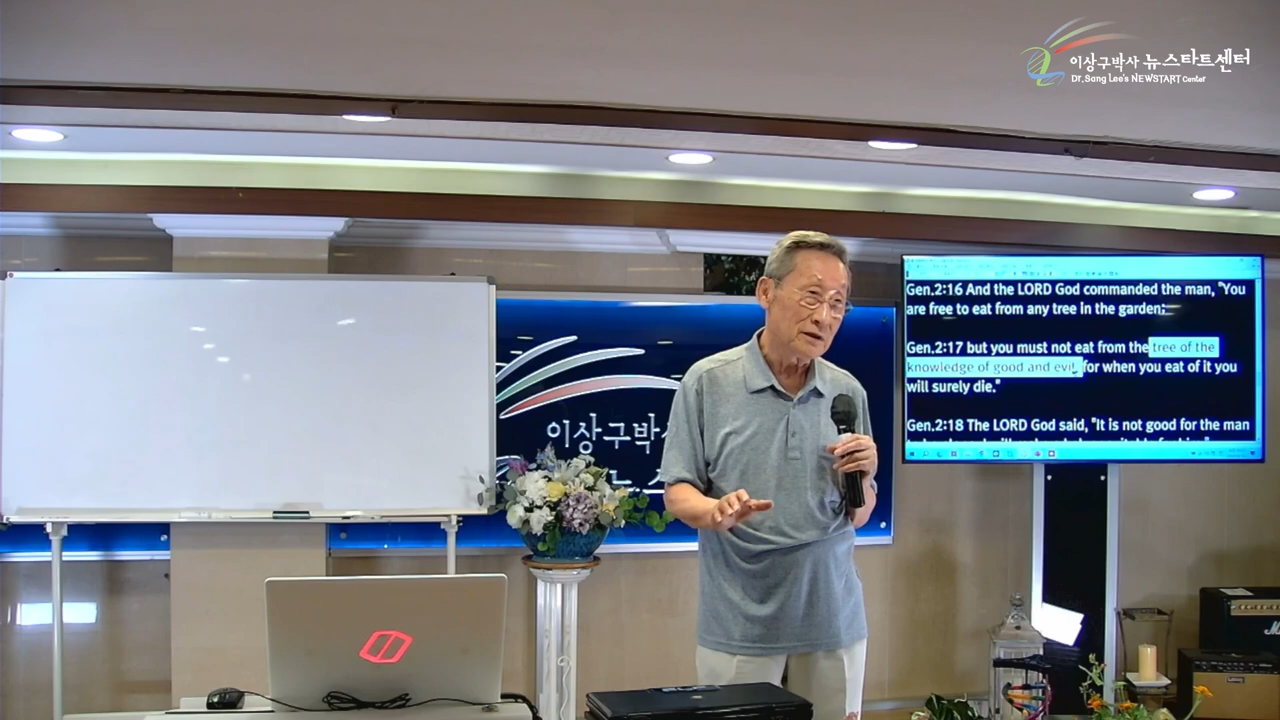 이상구박사 뉴스타트센터
Dr. Sang Lee's NEWSTART Center
Gen.2:16 And the LORD God commanded the man, "You
are free to eat from any tree in the garden;
Gen.2:17 but you must not eat from the tree of the
knowledge of good and evil, for when you eat of it you
will surely die."
Gen.2:18 The LORD God said, "It is not good for the man
이상구박